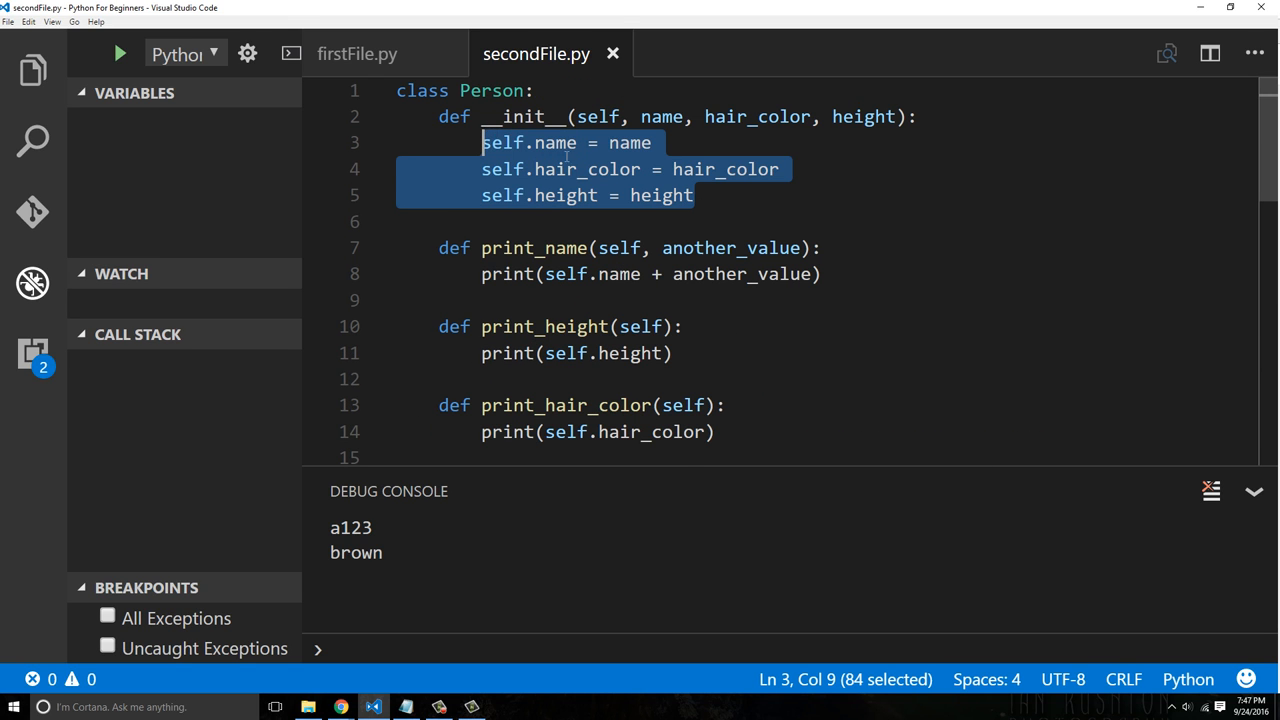 secondFile.py - Python For Beginners - Visual Studio Code
File Edit View Go Help
Python
firstFile.py
secondFile.py
VARIABLES
WATCH
CALL STACK
2
BREAKPOINTS
All Exceptions
Uncaught Exceptions
1 class Person:
2 def __init__(self, name, hair_color, height):
3 self.name = name
4 self.hair_color = hair_color
5 self.height = height
6
7 def print_name(self, another_value):
8 print(self.name + another_value)
9
10 def print_height(self):
11 print(self.height)
12
13 def print_hair_color(self):
14 print(self.hair_color)
15
DEBUG CONSOLE
a123
brown
0 0
Ln 3, Col 9 (84 selected) Spaces: 4 UTF-8 CRLF Python
I'm Cortana. Ask me anything.
7:47 PM
9/24/2016